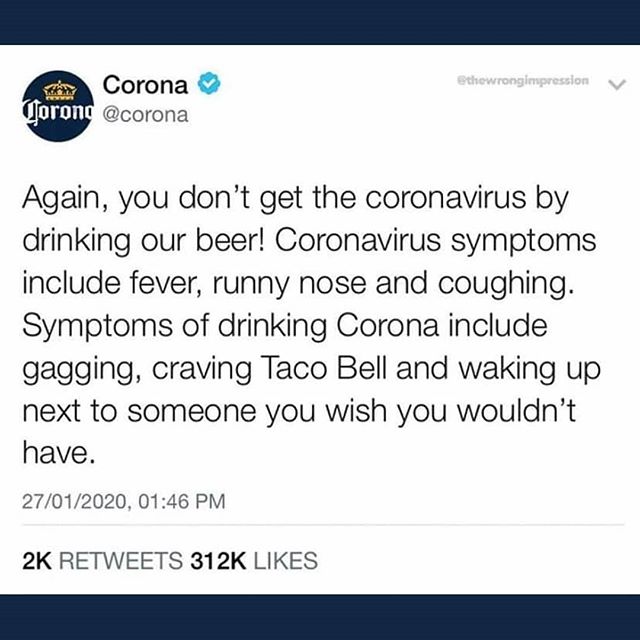 Corona
@thewrongimpression
Corona
@corona
Again, you don't get the coronavirus by
drinking our beer! Coronavirus symptoms
include fever, runny nose and coughing.
Symptoms of drinking Corona include
gagging, craving Taco Bell and waking up
next to someone you wish you wouldn't
have.
27/01/2020, 01:46 PM
2K RETWEETS 312K LIKES